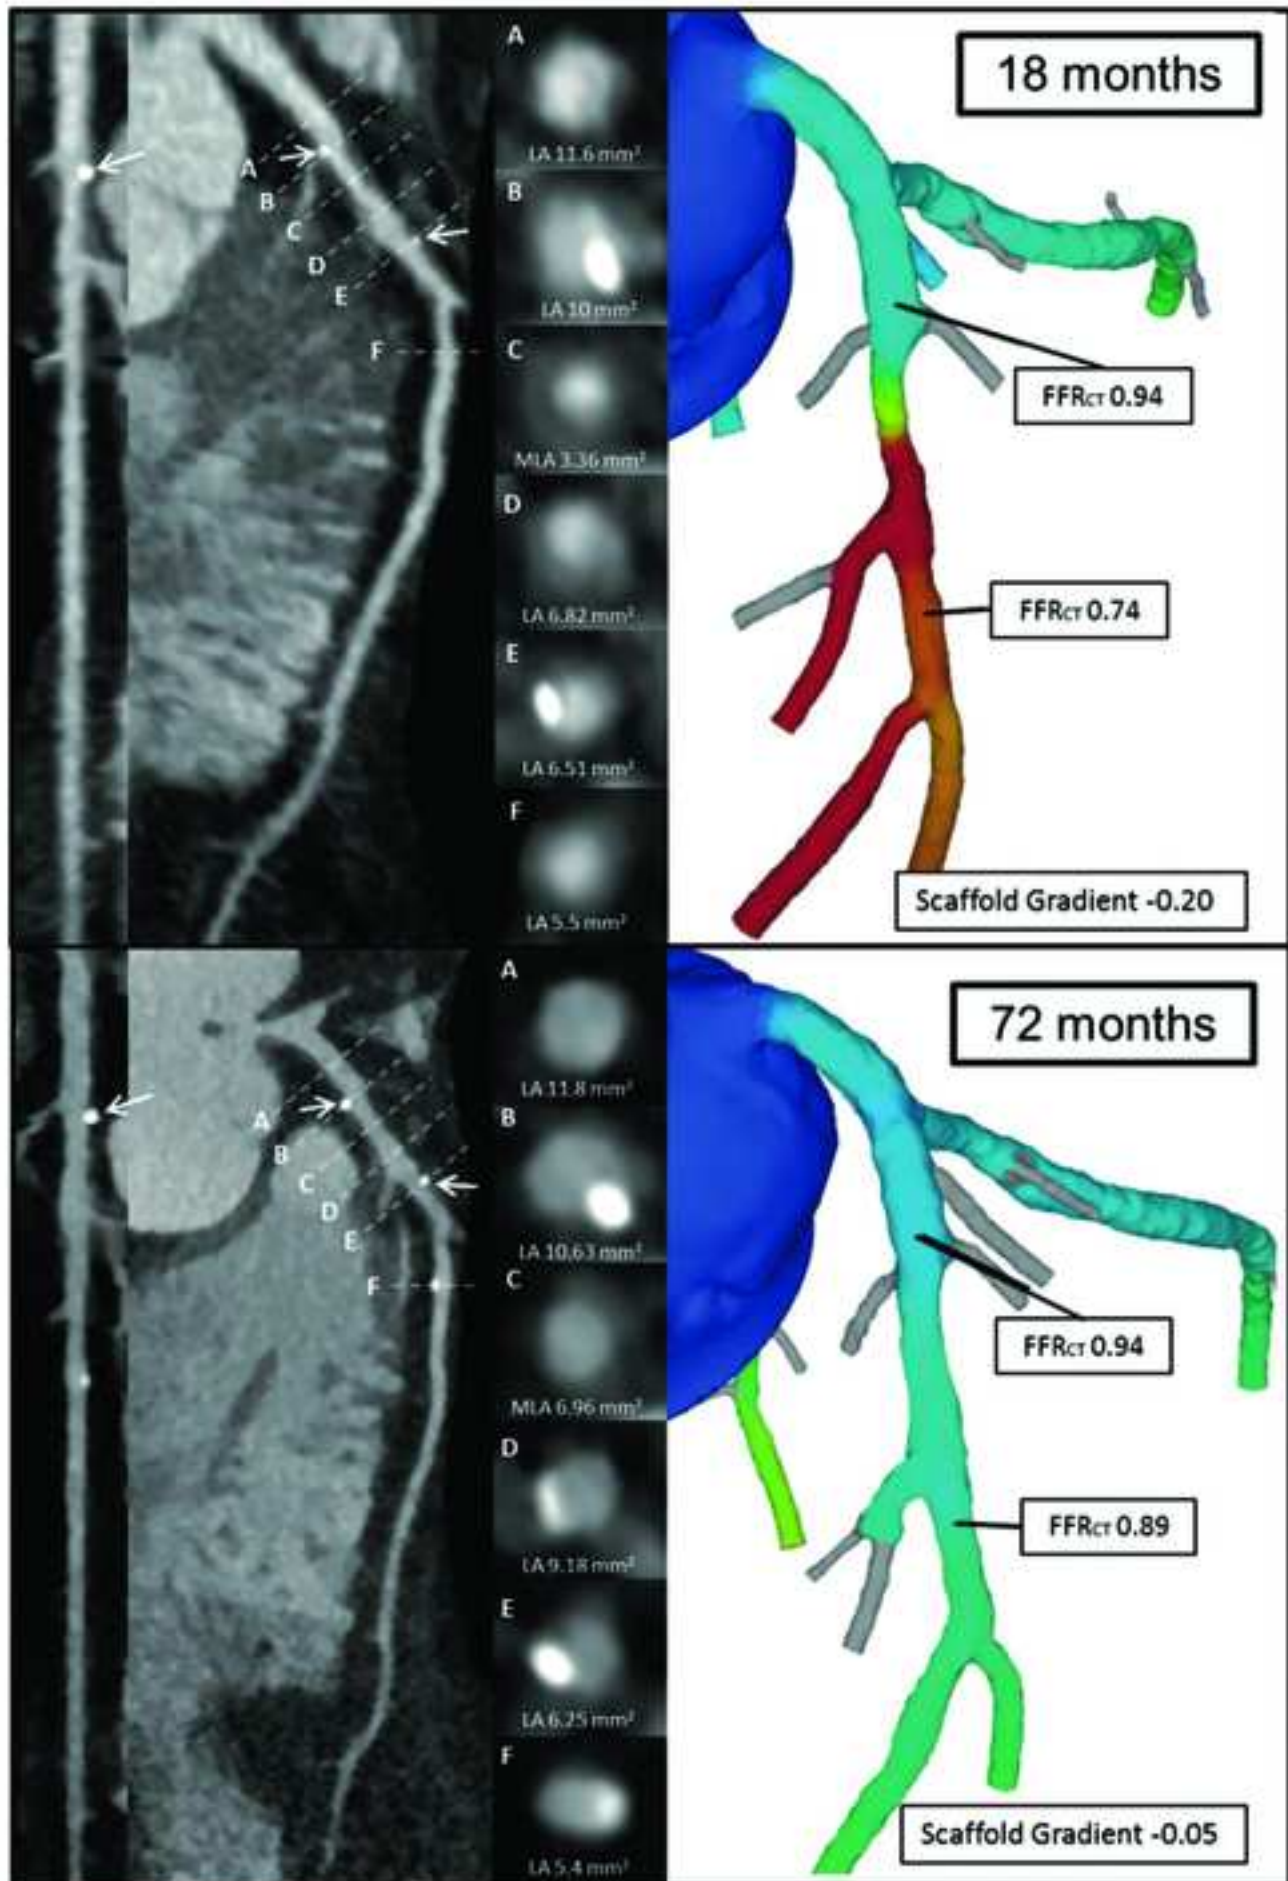 A
LA 11.6 mm²
B
LA 10 mm²
C
MLA 3.36 mm²
D
LA 6.82 mm²
E
LA 6.51 mm²
F
LA 5.5 mm²
A
B
C
D
E
F
18 months
FFRCT 0.94
FFRCT 0.74
Scaffold Gradient -0.20
A
LA 11.8 mm²
B
LA 10.63 mm²
C
MLA 6.96 mm²
D
LA 9.18 mm²
E
LA 6.25 mm²
F
LA 5.4 mm²
A
B
C
D
E
F
72 months
FFRCT 0.94
FFRCT 0.89
Scaffold Gradient -0.05